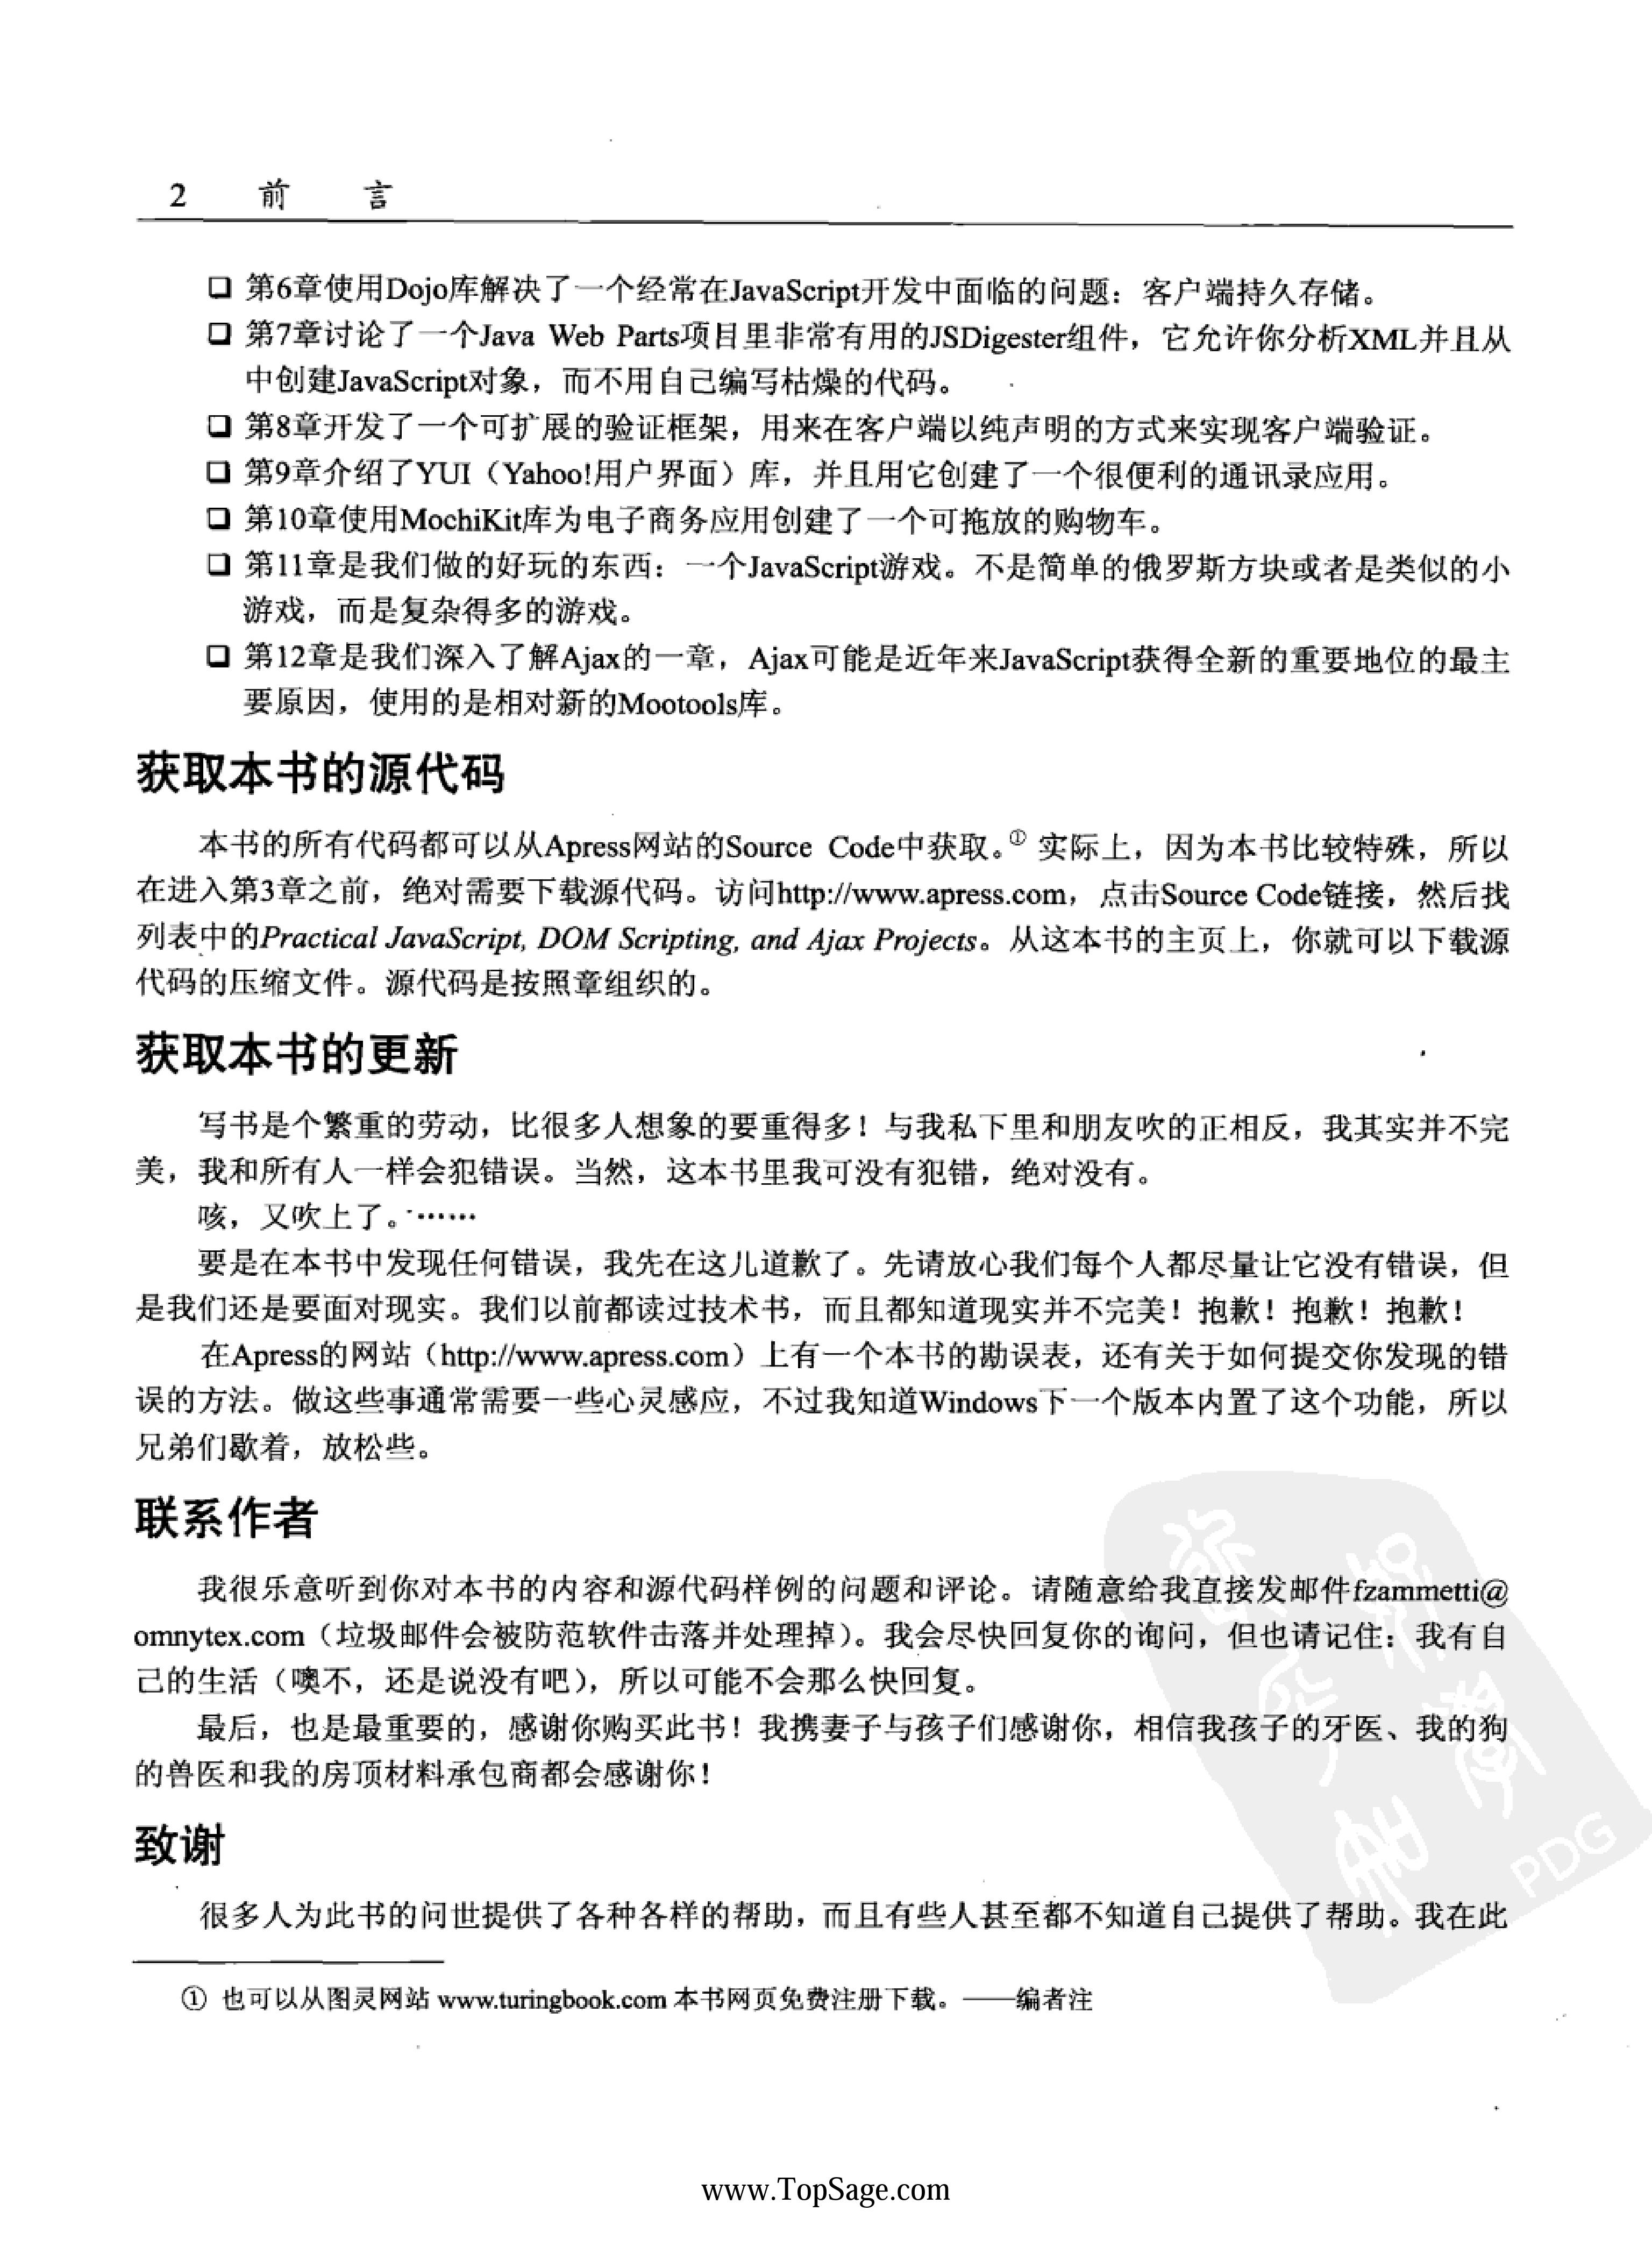 2 前 言
❑ 第6章使用Dojo库解决了一个经常在JavaScript开发中面临的问题：客户端持久存储。
❑ 第7章讨论了一个Java Web Parts项目里非常有用的JSDigester组件，它允许你分析XML并且从
中创建JavaScript对象，而不用自己编写枯燥的代码。
❑ 第8章开发了一个可扩展的验证框架，用来在客户端以纯声明的方式来实现客户端验证。
❑ 第9章介绍了YUI（Yahoo!用户界面）库，并且用它创建了一个很便利的通讯录应用。
❑ 第10章使用MochiKit库为电子商务应用创建了一个可拖放的购物车。
❑ 第11章是我们做的好玩的东西：一个JavaScript游戏。不是简单的俄罗斯方块或者是类似的小
游戏，而是复杂得多的游戏。
❑ 第12章是我们深入了解Ajax的一章，Ajax可能是近年来JavaScript获得全新的重要地位的最主
要原因，使用的是相对新的Mootools库。
获取本书的源代码
本书的所有代码都可以从Apress网站的Source Code中获取。① 实际上，因为本书比较特殊，所以
在进入第3章之前，绝对需要下载源代码。访问http://www.apress.com，点击Source Code链接，然后找
列表中的Practical JavaScript, DOM Scripting, and Ajax Projects。从这本书的主页上，你就可以下载源
代码的压缩文件。源代码是按照章组织的。
获取本书的更新
写书是个繁重的劳动，比很多人想象的要重得多！与我私下里和朋友吹的正相反，我其实并不完
美，我和所有人一样会犯错误。当然，这本书里我可没有犯错，绝对没有。
咳，又吹上了。……
要是在本书中发现任何错误，我先在这儿道歉了。先请放心我们每个人都尽量让它没有错误，但
是我们还是要面对现实。我们以前都读过技术书，而且都知道现实并不完美！抱歉！抱歉！抱歉！
在Apress的网站（http://www.apress.com）上有一个本书的勘误表，还有关于如何提交你发现的错
误的方法。做这些事通常需要一些心灵感应，不过我知道Windows下一个版本内置了这个功能，所以
兄弟们歇着，放松些。
联系作者
我很乐意听到你对本书的内容和源代码样例的问题和评论。请随意给我直接发邮件fzammetti@
omnytex.com（垃圾邮件会被防范软件击落并处理掉）。我会尽快回复你的询问，但也请记住：我有自
己的生活（噢不，还是说没有吧），所以可能不会那么快回复。
最后，也是最重要的，感谢你购买此书！我携妻子与孩子们感谢你，相信我孩子的牙医、我的狗
的兽医和我的房顶材料承包商都会感谢你！
致谢
很多人为此书的问世提供了各种各样的帮助，而且有些人甚至都不知道自己提供了帮助。我在此
① 也可以从图灵网站 www.turingbook.com 本书网页免费注册下载。——编者注
PDG
www.TopSage.com